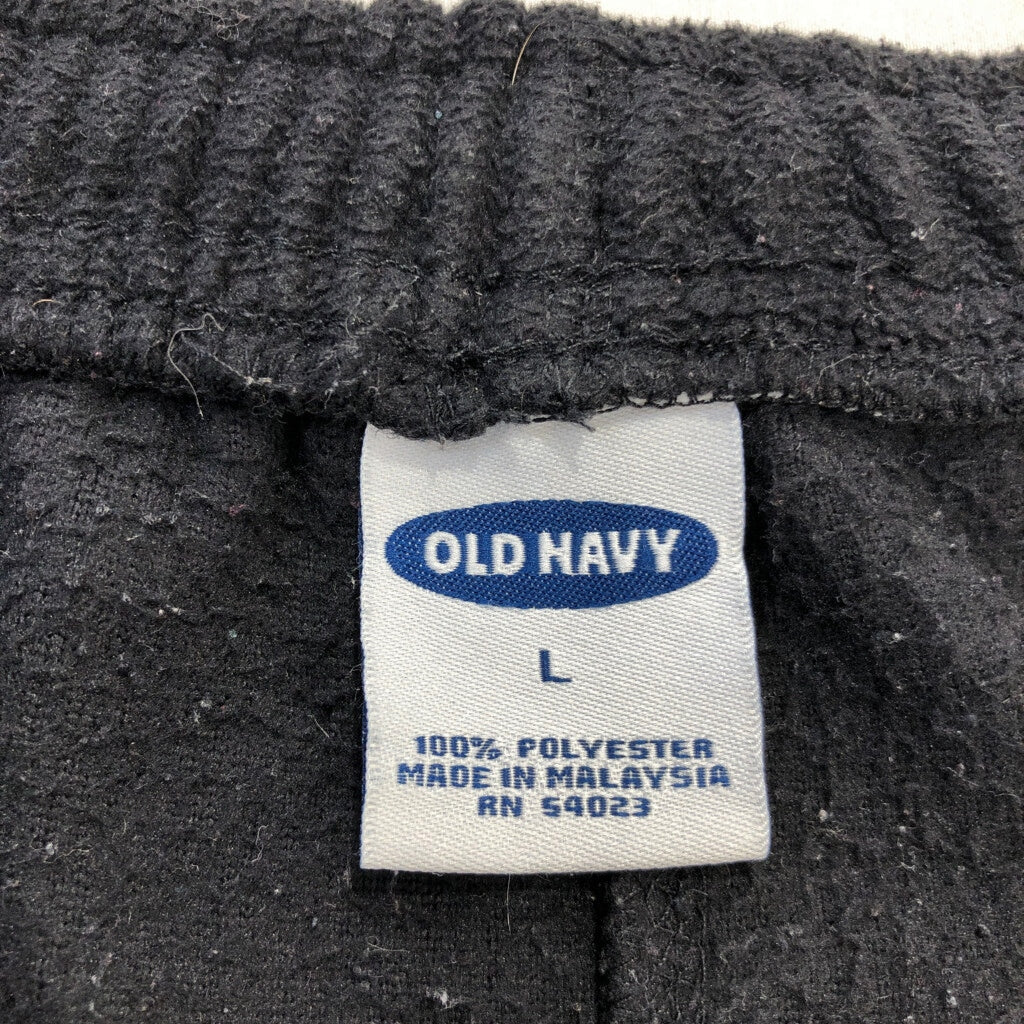 OLD NAVY
L
100% POLYESTER
MADE IN MALAYSIA
RN 54023